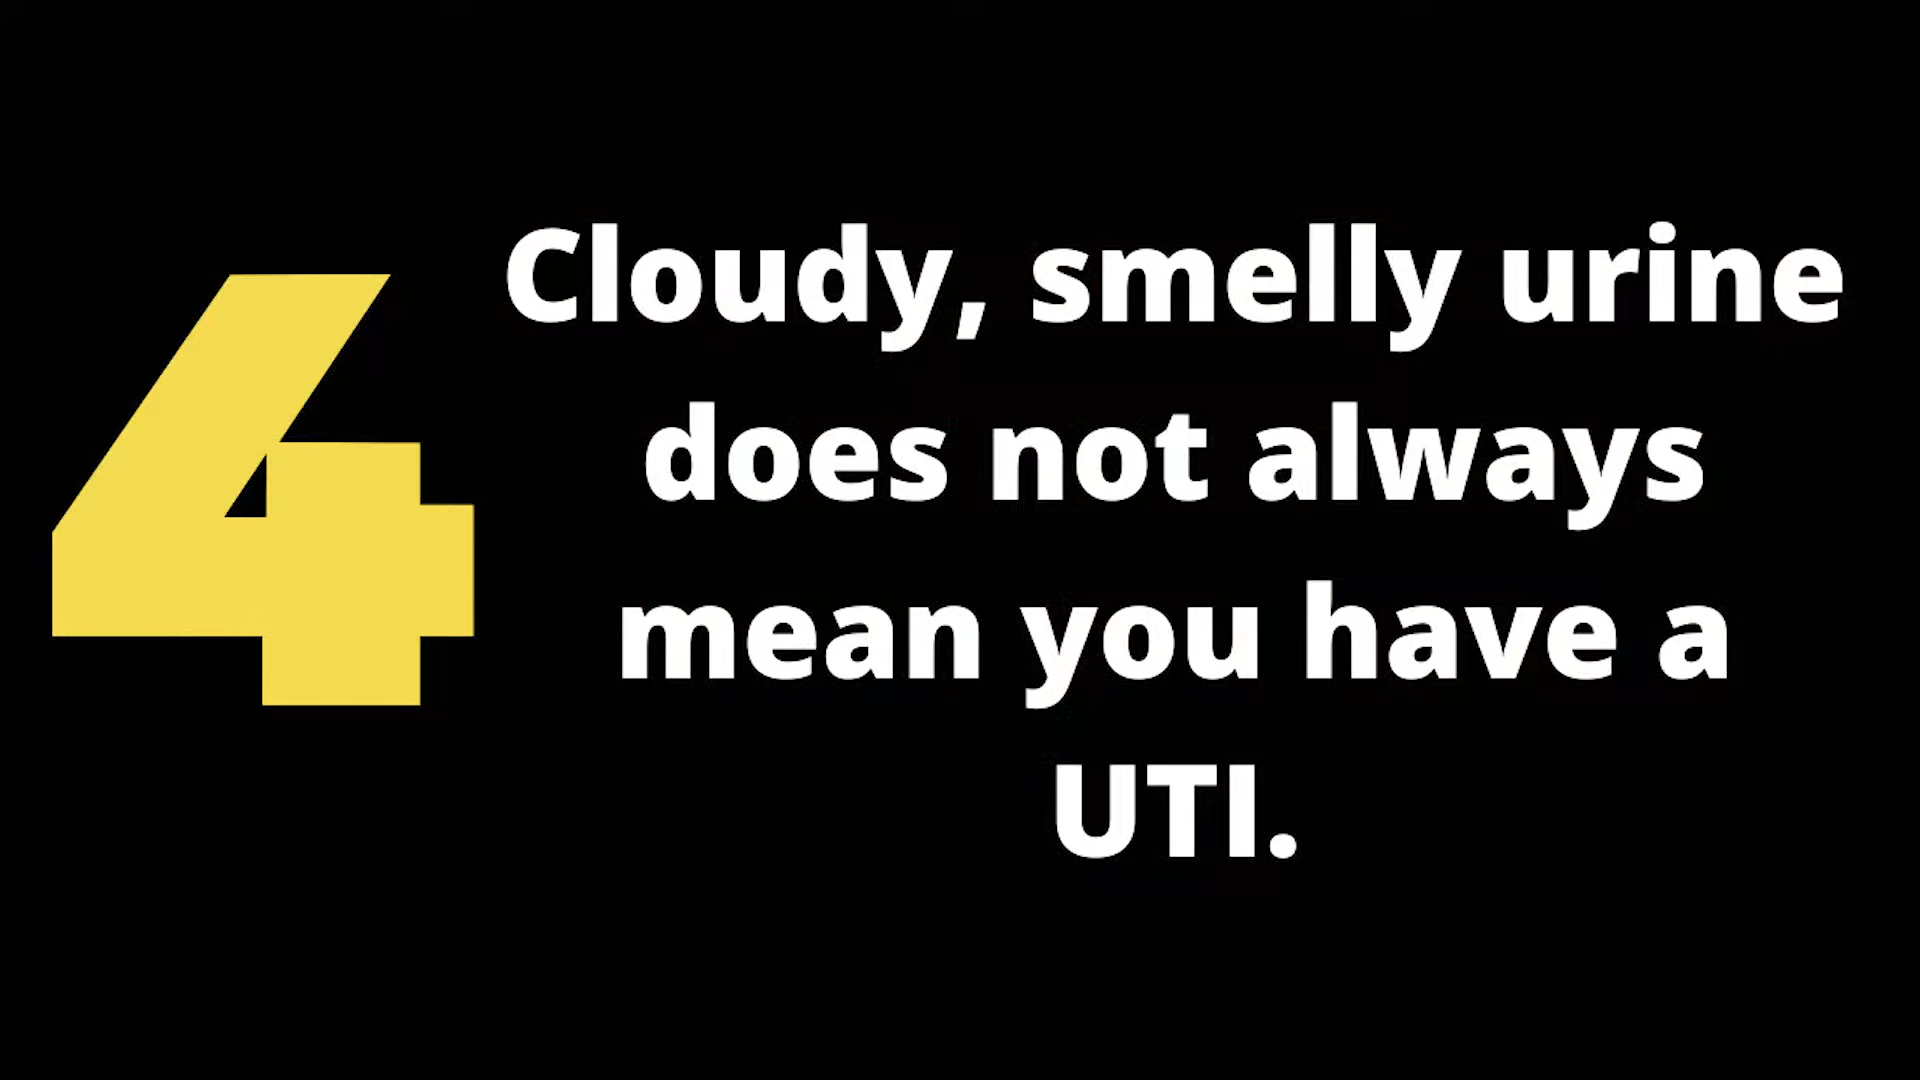 4
Cloudy, smelly urine
does not always
mean you have a
UTI.